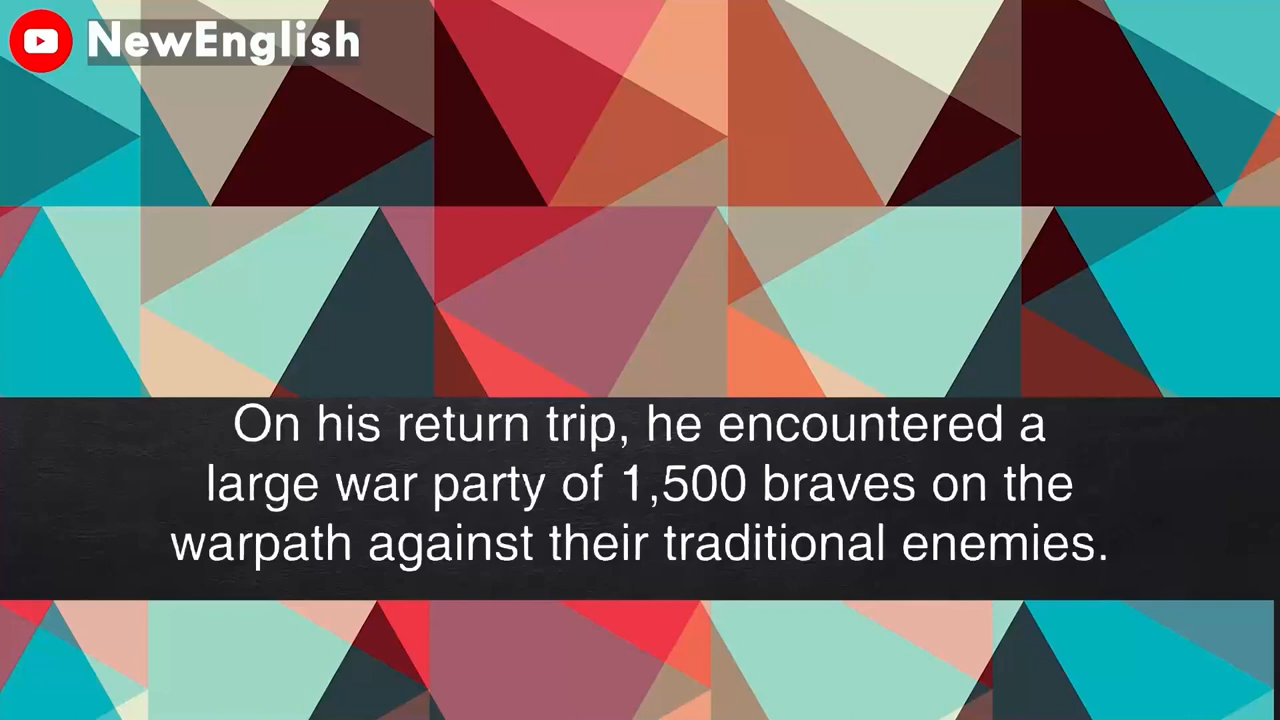 NewEnglish
On his return trip, he encountered a
large war party of 1,500 braves on the
warpath against their traditional enemies.